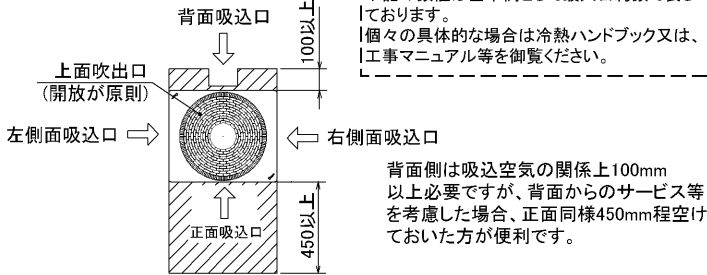 背面吸込口
100以上
ております。
個々の具体的な場合は冷熱ハンドブック又は、
工事マニュアル等を御覧ください。
上面吹出口
(開放が原則)
左側面吸込口
右側面吸込口
正面吸込口
450以上
背面側は吸込空気の関係上100mm
以上必要ですが、背面からのサービス等
を考慮した場合、正面同様450mm程空け
ておいた方が便利です。